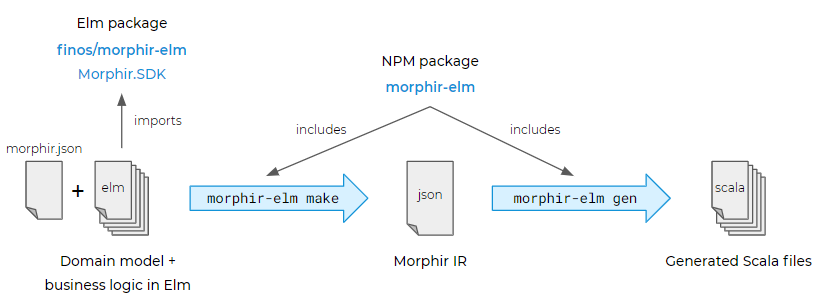 Elm package
finos/morphir-elm
Morphir.SDK
NPM package
morphir-elm
imports
includes
includes
morphir.json
+
elm
morphir-elm make
json
morphir-elm gen
scala
Domain model +
business logic in Elm
Morphir IR
Generated Scala files